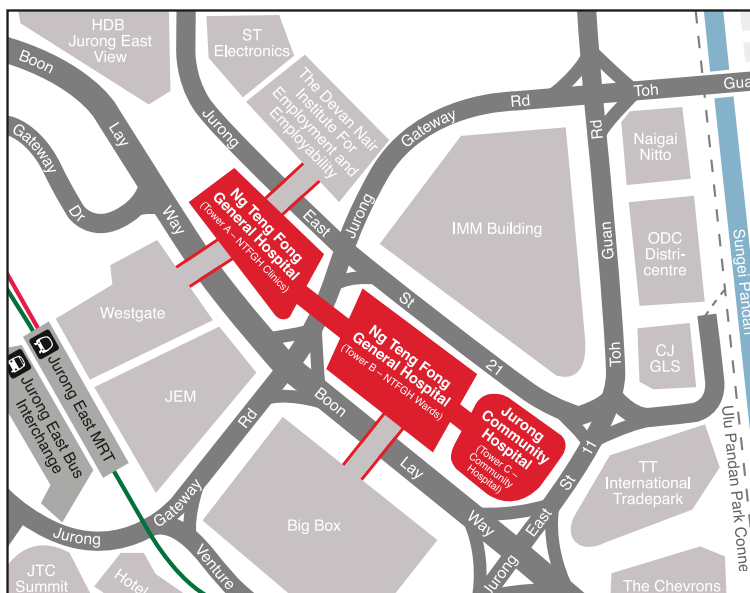 HDB
Jurong East
View
ST
Electronics
The Devan Nair
Institute For
Employment and
Employability
Boon
Lay
Way
Gateway
Dr
Jurong
East
St
21
Jurong
Gateway
Rd
Toh
Gua
Rd
Guan
Toh
Naigai
Nitto
ODC
Distri-
centre
CJ
GLS
Sungei Pandan
Ulu Pandan Park Conne
IMM Building
Ng Teng Fong
General Hospital
(Tower A – NTFGH Clinics)
Ng Teng Fong
General Hospital
(Tower B – NTFGH Wards)
Jurong
Community
Hospital
(Tower C –
Community
Hospital)
Westgate
JEM
Jurong East MRT
Jurong East Bus
Interchange
Boon
Lay
Way
Rd
Gateway
Jurong
Venture
Big Box
Jurong
East
St
11
TT
International
Tradepark
JTC
Summit
Hotel
The Chevrons